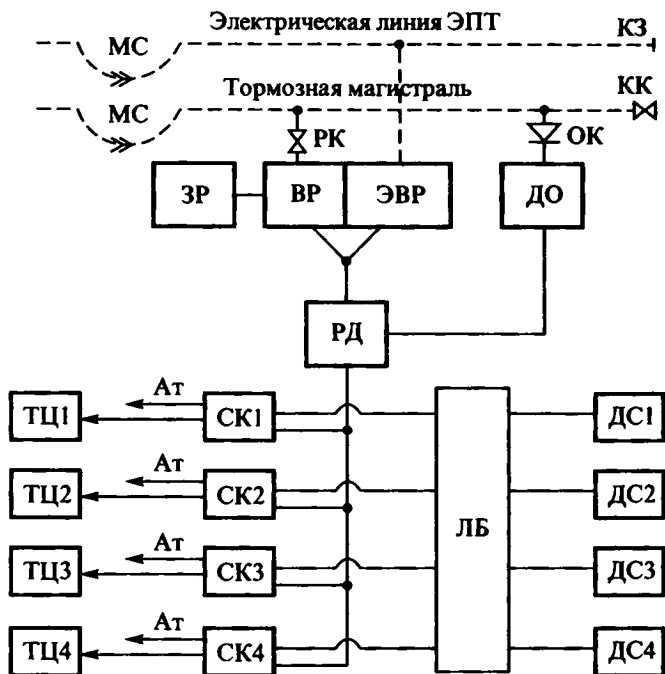 Электрическая линия ЭПТ
МС
КЗ
Тормозная магистраль
МС
КК
РК
ОК
ЗР
ВР
ЭВР
ДО
РД
Ат
ТЦ1
СК1
ДС1
Ат
ТЦ2
СК2
ДС2
ЛБ
Ат
ТЦ3
СК3
ДС3
Ат
ТЦ4
СК4
ДС4